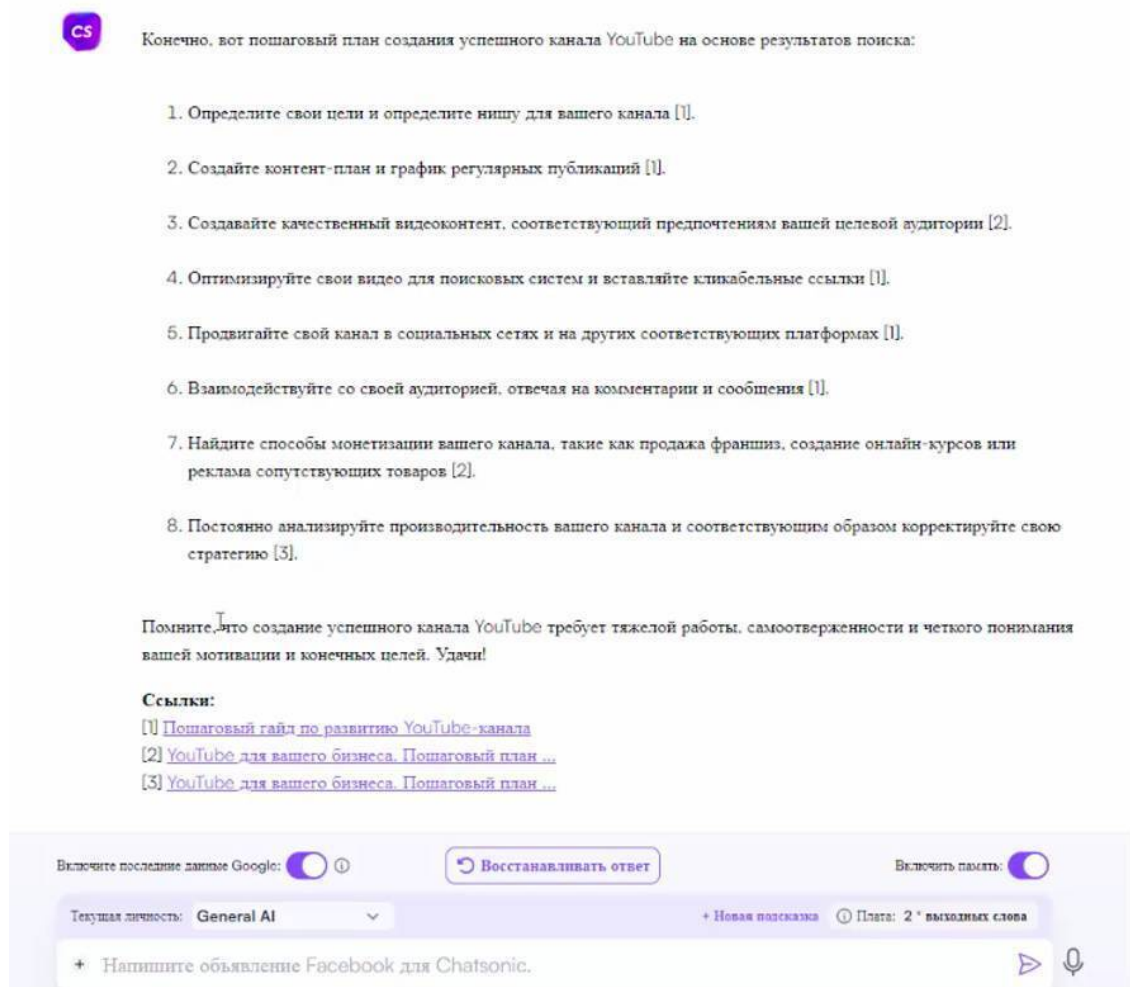 CS
Конечно, вот пошаговый план создания успешного канала YouTube на основе результатов поиска:
1. Определите свои цели и определите нишу для вашего канала [1].
2. Создайте контент-план и график регулярных публикаций [1].
3. Создавайте качественный видеоконтент, соответствующий предпочтениям вашей целевой аудитории [2].
4. Оптимизируйте свои видео для поисковых систем и вставляйте кликабельные ссылки [1].
5. Продвигайте свой канал в социальных сетях и на других соответствующих платформах [1].
6. Взаимодействуйте со своей аудиторией, отвечая на комментарии и сообщения [1].
7. Найдите способы монетизации вашего канала, такие как продажа франшиз, создание онлайн-курсов или
реклама сопутствующих товаров [2].
8. Постоянно анализируйте производительность вашего канала и соответствующим образом корректируйте свою
стратегию [3].
Помните, что создание успешного канала YouTube требует тяжелой работы, самоотверженности и четкого понимания
вашей мотивации и конечных целей. Удачи!
Ссылки:
[1] Пошаговый гайд по развитию YouTube-канала
[2] YouTube для вашего бизнеса. Пошаговый план ...
[3] YouTube для вашего бизнеса. Пошаговый план ...
Включите последние данные Google: Восстанавливать ответ Включить память:
Текущая личность: General AI + Новая подсказка Плата: 2 * выходных слова
+ Напишите объявление Facebook для Chatsonic.